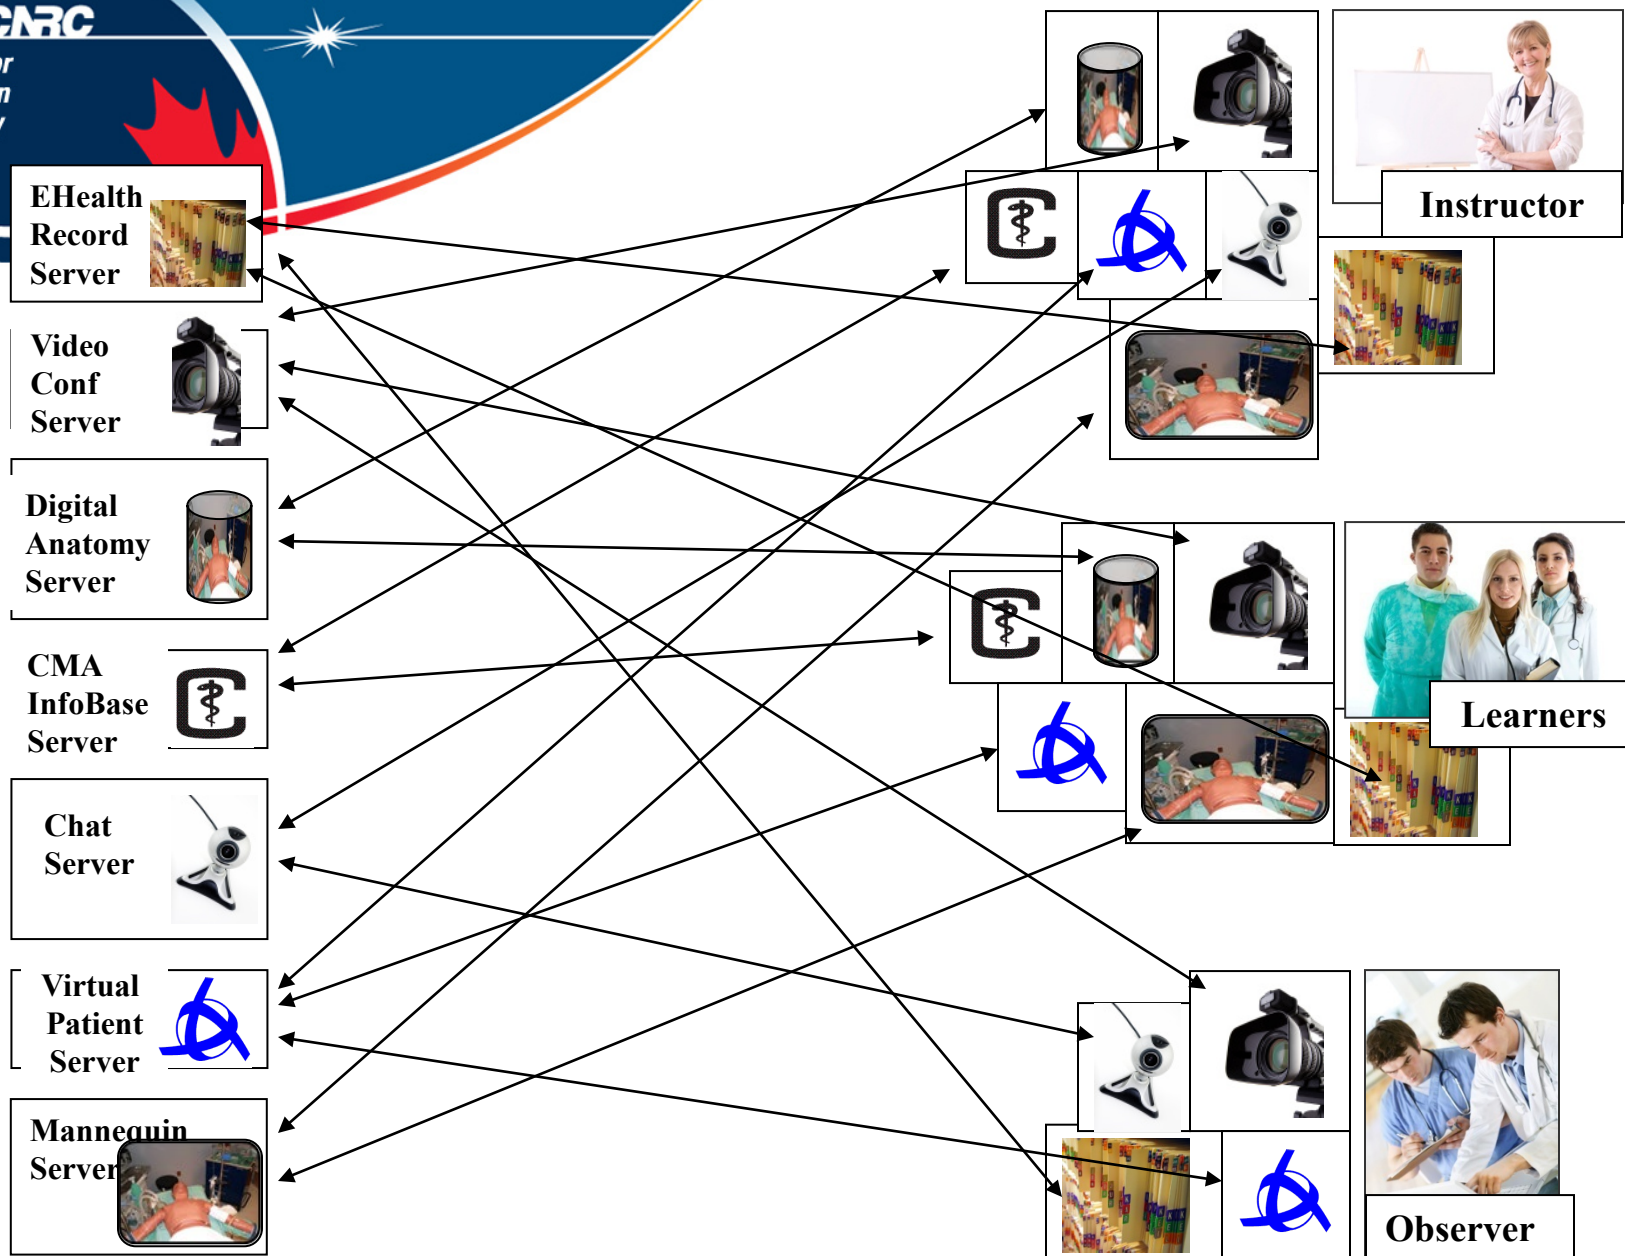 CNRC
EHealth
Record
Server
Video
Conf
Server
Digital
Anatomy
Server
CMA
InfoBase
Server
Chat
Server
Virtual
Patient
Server
Mannequin
Server
Instructor
Learners
Observer